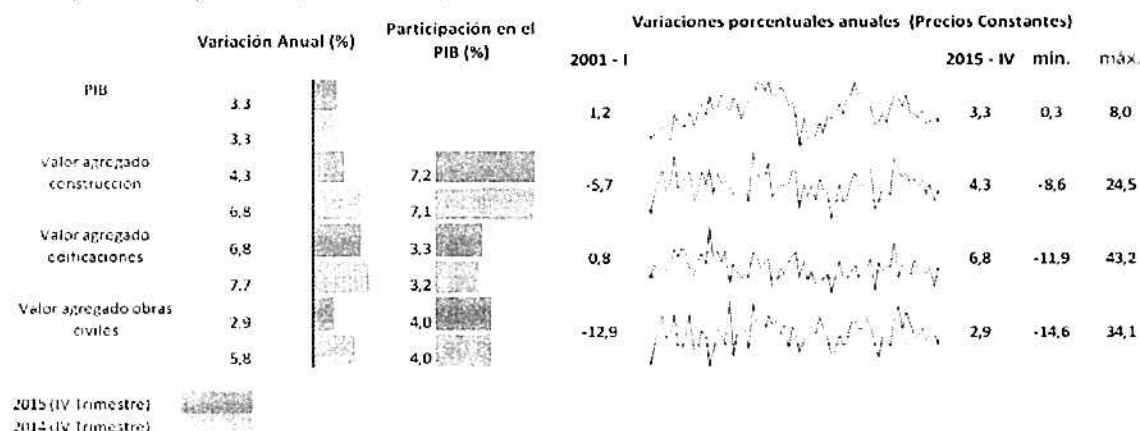 Variación Anual (%)
Participación en el
PIB (%)
Variaciones porcentuales anuales (Precios Constantes)
2001 - I
2015 - IV mín. máx.
PIB
3,3
3,3
1,2
3,3 0,3 8,0
Valor agregado
construcción
4,3
6,8
7,2
7,1
-5,7
4,3 -8,6 24,5
Valor agregado
edificaciones
6,8
7,7
3,3
3,2
0,8
6,8 -11,9 43,2
Valor agregado obras
civiles
2,9
5,8
4,0
4,0
-12,9
2,9 -14,6 34,1
2015 (IV Trimestre)
2014 (IV Trimestre)